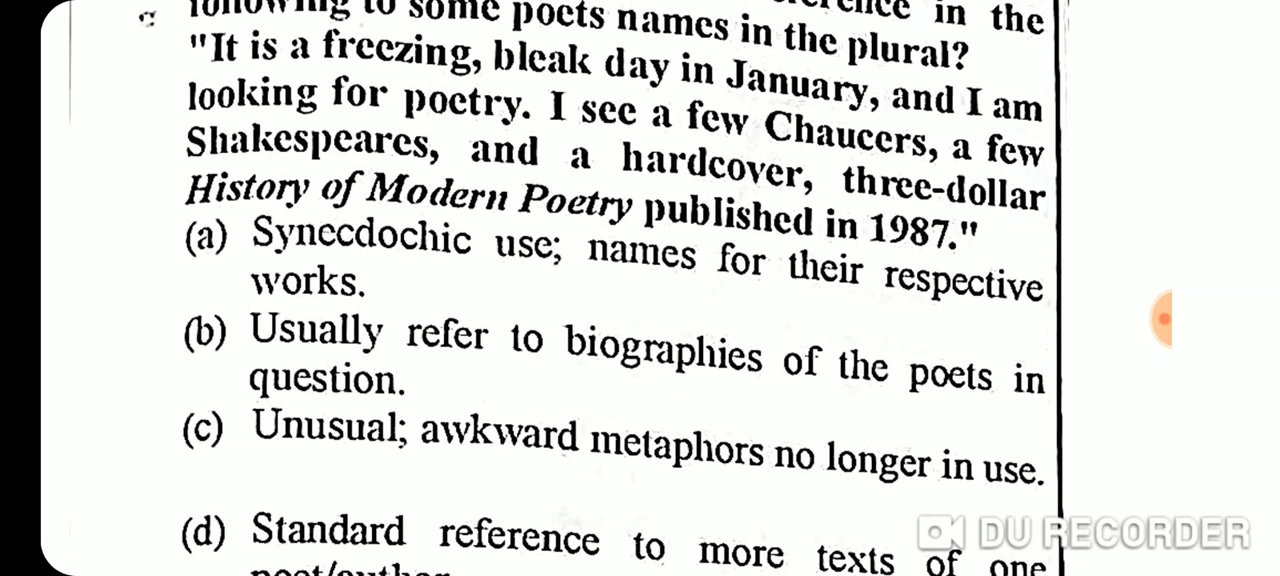 following to some poets names in the plural?
"It is a freezing, bleak day in January, and I am
looking for poetry. I see a few Chaucers, a few
Shakespeares, and a hardcover, three-dollar
History of Modern Poetry published in 1987."
(a) Synecdochic use; names for their respective
works.
(b) Usually refer to biographies of the poets in
question.
(c) Unusual; awkward metaphors no longer in use.
(d) Standard reference to more texts of one
poet/author
DU RECORDER